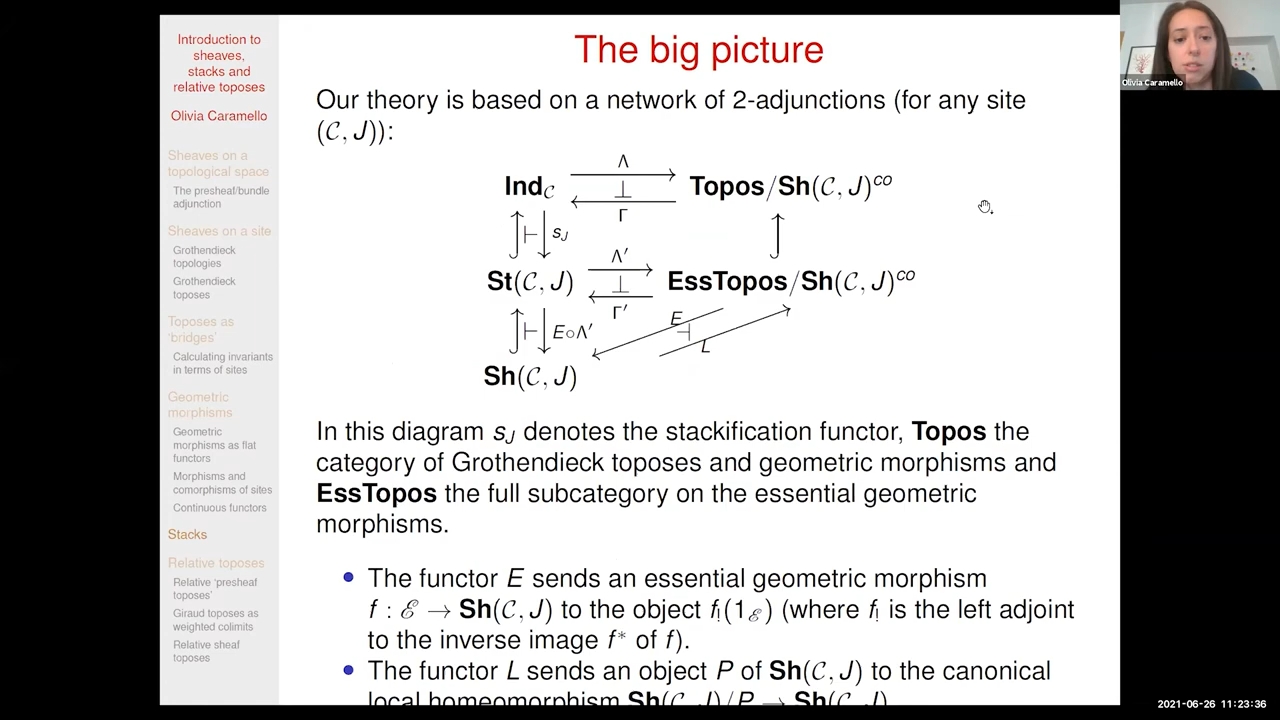 Introduction to
sheaves,
stacks and
relative toposes
Olivia Caramello
Sheaves on a
topological space
The presheaf/bundle
adjunction
Sheaves on a site
Grothendieck
topologies
Grothendieck
toposes
Toposes as
‘bridges’
Calculating invariants
in terms of sites
Geometric
morphisms
Geometric
morphisms as flat
functors
Morphisms and
comorphisms of sites
Continuous functors
Stacks
Relative toposes
Relative ‘presheaf
toposes’
Giraud toposes as
weighted colimits
Relative sheaf
toposes
The big picture
Our theory is based on a network of 2-adjunctions (for any site
(𝒞, J)):
Λ
Ind𝒞 ⊥ Topos/Sh(𝒞, J)ᶜᵒ
Γ
⊢ s_J
Λ′
St(𝒞, J) ⊥ EssTopos/Sh(𝒞, J)ᶜᵒ
Γ′
⊢ E∘Λ′ E ⊣ L
Sh(𝒞, J)
In this diagram s_J denotes the stackification functor, Topos the
category of Grothendieck toposes and geometric morphisms and
EssTopos the full subcategory on the essential geometric
morphisms.
• The functor E sends an essential geometric morphism
f : ℰ → Sh(𝒞, J) to the object f_!(1_ℰ) (where f_! is the left adjoint
to the inverse image f* of f).
• The functor L sends an object P of Sh(𝒞, J) to the canonical
local homeomorphism Sh(𝒞, J)/P → Sh(𝒞, J)
Olivia Caramello
2021-06-26 11:23:36